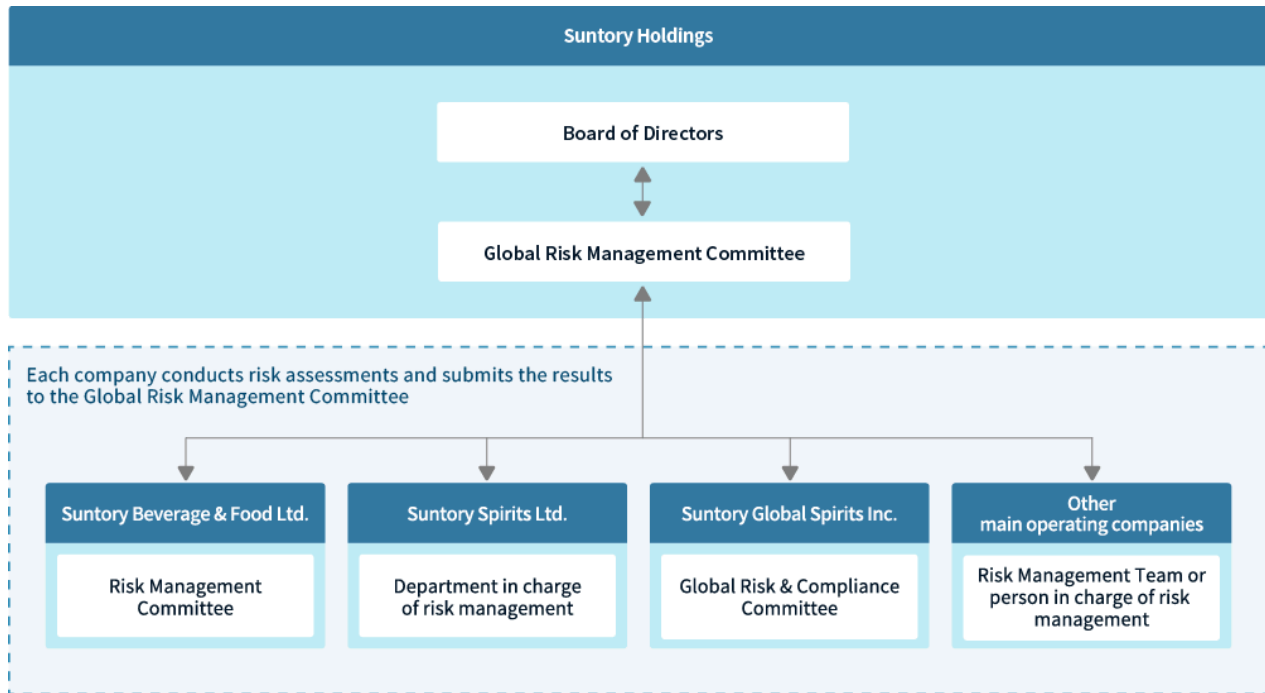 Suntory Holdings
Board of Directors
Global Risk Management Committee
Each company conducts risk assessments and submits the results
to the Global Risk Management Committee
Suntory Beverage & Food Ltd.
Risk Management
Committee
Suntory Spirits Ltd.
Department in charge
of risk management
Suntory Global Spirits Inc.
Global Risk & Compliance
Committee
Other
main operating companies
Risk Management Team or
person in charge of risk
management